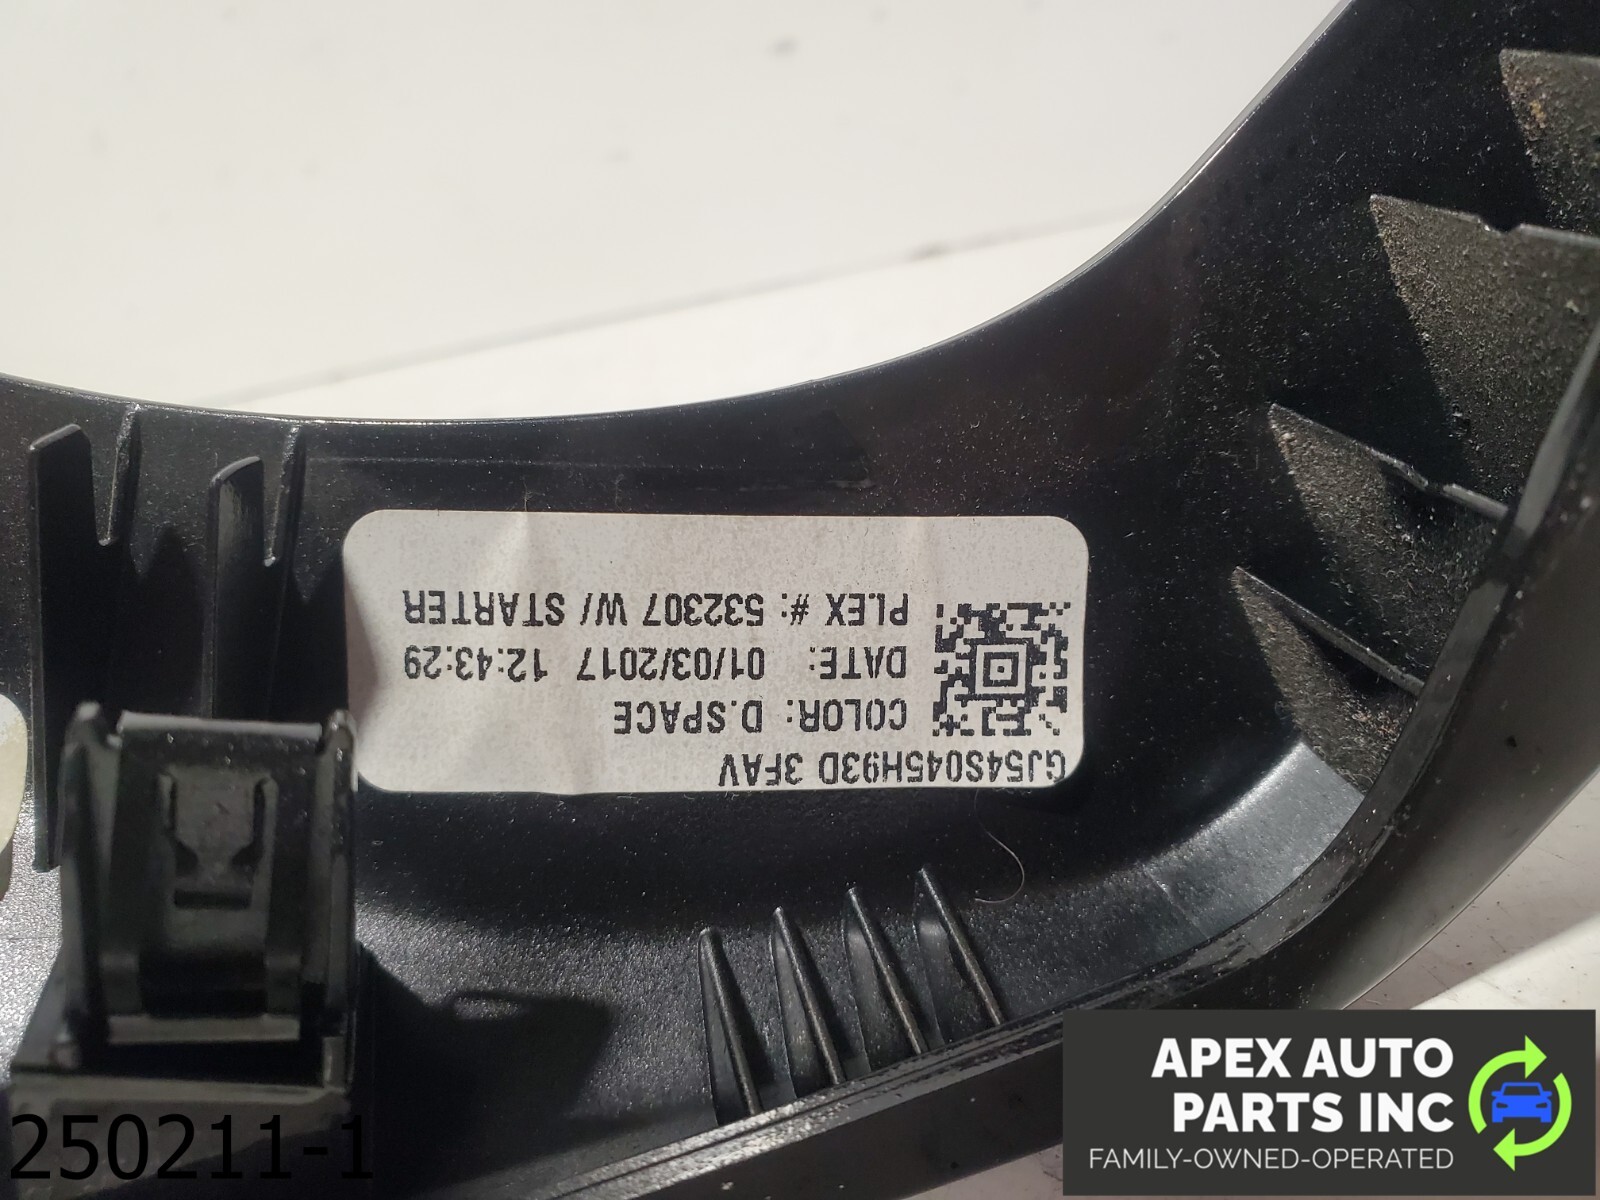 GJ54S045H93D 3FAV
COLOR: D.SPACE
DATE: 01/03/2017 12:43:29
PLEX #: 532307 W/ STARTER
250211-1
APEX AUTO
PARTS INC
FAMILY-OWNED-OPERATED